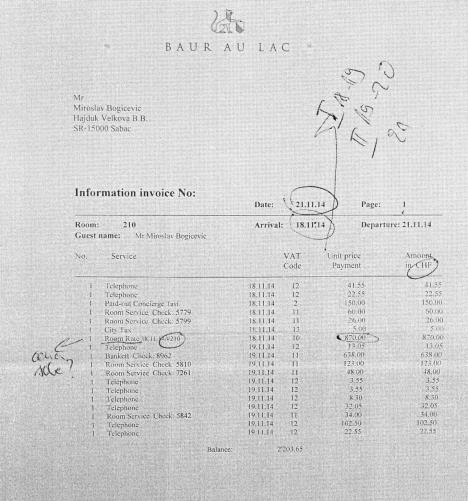 BAUR AU LAC
Mr
Miroslav Bogicevic
Hajduk Velkova B.B.
SR-15000 Sabac
I 18-19
II 19-20
Information invoice No:
Date: 21.11.14 Page: 1
Room: 210 Arrival: 18.11.14 Departure: 21.11.14
Guest name: Mr Miroslav Bogicevic
No. Service VAT Code Unit price Payment Amount in CHF
1 Telephone 18.11.14 12 41.55 41.55
1 Telephone 18.11.14 12 22.55 22.55
1 Paid-out Concierge Taxi 18.11.14 2 150.00 150.00
1 Room Service Check: 5779 18.11.14 11 60.00 60.00
1 Room Service Check: 5799 18.11.14 11 26.00 26.00
1 City Tax 18.11.14 13 5.00 5.00
1 Room Rate 18.11.14/210 18.11.14 10 870.00 870.00
1 Telephone 19.11.14 12 13.05 13.05
1 Bankett Check: 8962 19.11.14 11 638.00 638.00
1 Room Service Check: 5810 19.11.14 11 123.00 123.00
1 Room Service Check: 7261 19.11.14 11 48.00 48.00
1 Telephone 19.11.14 12 3.55 3.55
1 Telephone 19.11.14 12 3.55 3.55
1 Telephone 19.11.14 12 8.30 8.30
1 Telephone 19.11.14 12 32.05 32.05
1 Room Service Check: 5842 19.11.14 11 34.00 34.00
1 Telephone 19.11.14 12 102.50 102.50
1 Telephone 19.11.14 12 22.55 22.55
Balance: 2'203.65